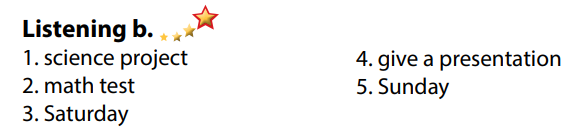 Listening b.
1. science project
2. math test
3. Saturday
4. give a presentation
5. Sunday